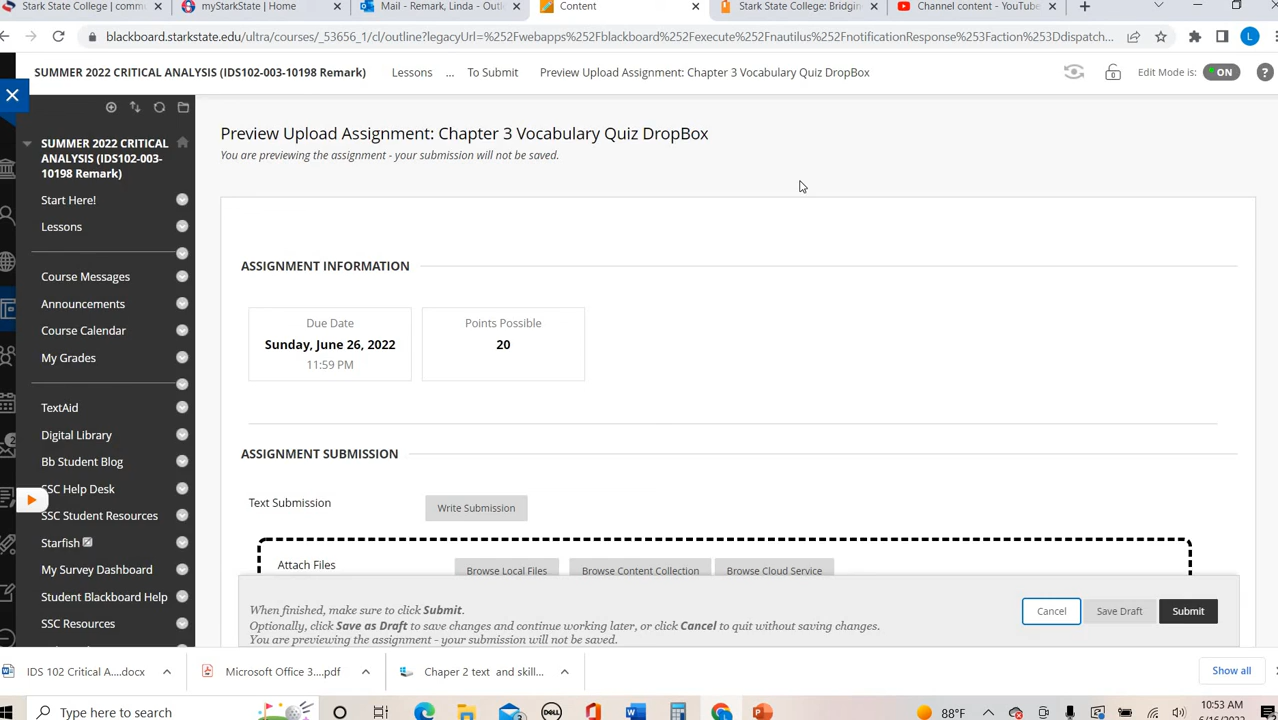 Stark State College | comm
myStarkState | Home
Mail - Remark, Linda - Outl
Content
Stark State College: Bridgin
Channel content - YouTube
blackboard.starkstate.edu/ultra/courses/_53656_1/cl/outline?legacyUrl=%252Fwebapps%252Fblackboard%252Fexecute%253Fnautilus%252FnotificationResponse%253Faction%253Ddispatch...
L
SUMMER 2022 CRITICAL ANALYSIS (IDS102-003-10198 Remark)
Lessons
...
To Submit
Preview Upload Assignment: Chapter 3 Vocabulary Quiz DropBox
Edit Mode is:
ON
?
SUMMER 2022 CRITICAL
ANALYSIS (IDS102-003-
10198 Remark)
Start Here!
Lessons
Course Messages
Announcements
Course Calendar
My Grades
TextAid
Digital Library
Bb Student Blog
SSC Help Desk
SSC Student Resources
Starfish
My Survey Dashboard
Student Blackboard Help
SSC Resources
Preview Upload Assignment: Chapter 3 Vocabulary Quiz DropBox
You are previewing the assignment - your submission will not be saved.
ASSIGNMENT INFORMATION
Due Date
Sunday, June 26, 2022
11:59 PM
Points Possible
20
ASSIGNMENT SUBMISSION
Text Submission
Write Submission
Attach Files
Browse Local Files
Browse Content Collection
Browse Cloud Service
When finished, make sure to click Submit.
Optionally, click Save as Draft to save changes and continue working later, or click Cancel to quit without saving changes.
You are previewing the assignment - your submission will not be saved.
Cancel
Save Draft
Submit
IDS 102 Critical A....docx
Microsoft Office 3....pdf
Chaper 2 text and skill...
Show all
Type here to search
DELL
88°F
10:53 AM
6/16/2022